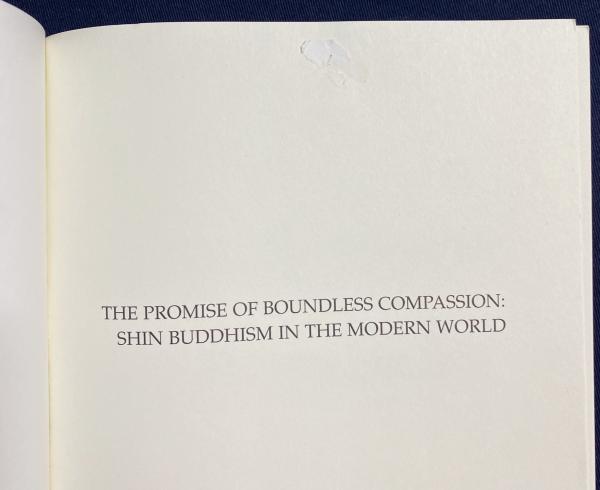 THE PROMISE OF BOUNDLESS COMPASSION:
SHIN BUDDHISM IN THE MODERN WORLD